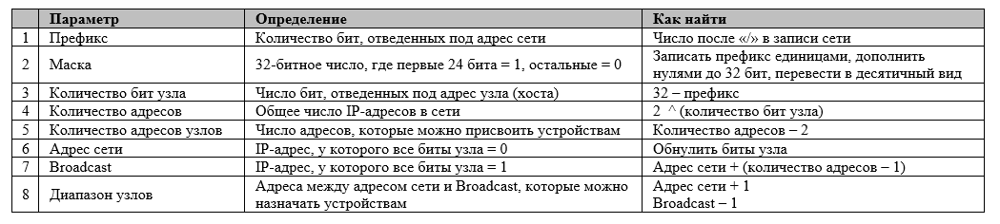 Параметр Определение Как найти
1 Префикс Количество бит, отведенных под адрес сети Число после «/» в записи сети
2 Маска 32-битное число, где первые 24 бита = 1, остальные = 0 Записать префикс единицами, дополнить
нулями до 32 бит, перевести в десятичный вид
3 Количество бит узла Число бит, отведенных под адрес узла (хоста) 32 – префикс
4 Количество адресов Общее число IP-адресов в сети 2 ^ (количество бит узла)
5 Количество адресов узлов Число адресов, которые можно присвоить устройствам Количество адресов – 2
6 Адрес сети IP-адрес, у которого все биты узла = 0 Обнулить биты узла
7 Broadcast IP-адрес, у которого все биты узла = 1 Адрес сети + (количество адресов – 1)
8 Диапазон узлов Адреса между адресом сети и Broadcast, которые можно
назначать устройствам Адрес сети + 1
Broadcast – 1